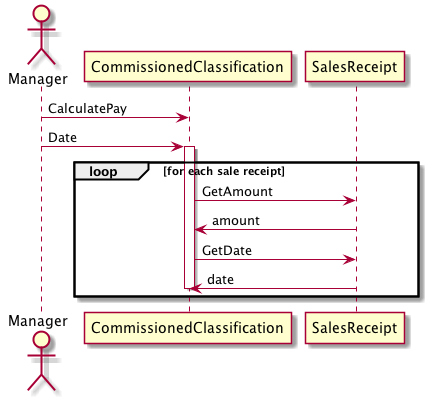 Manager
CommissionedClassification
SalesReceipt
CalculatePay
Date
loop
[for each sale receipt]
GetAmount
amount
GetDate
date
Manager
CommissionedClassification
SalesReceipt